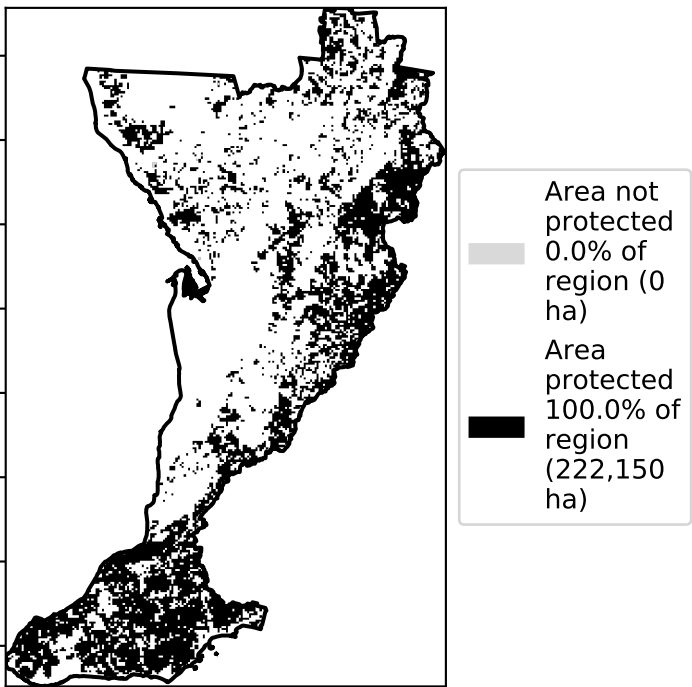 Area not
protected
0.0% of
region (0
ha)
Area
protected
100.0% of
region
(222,150
ha)